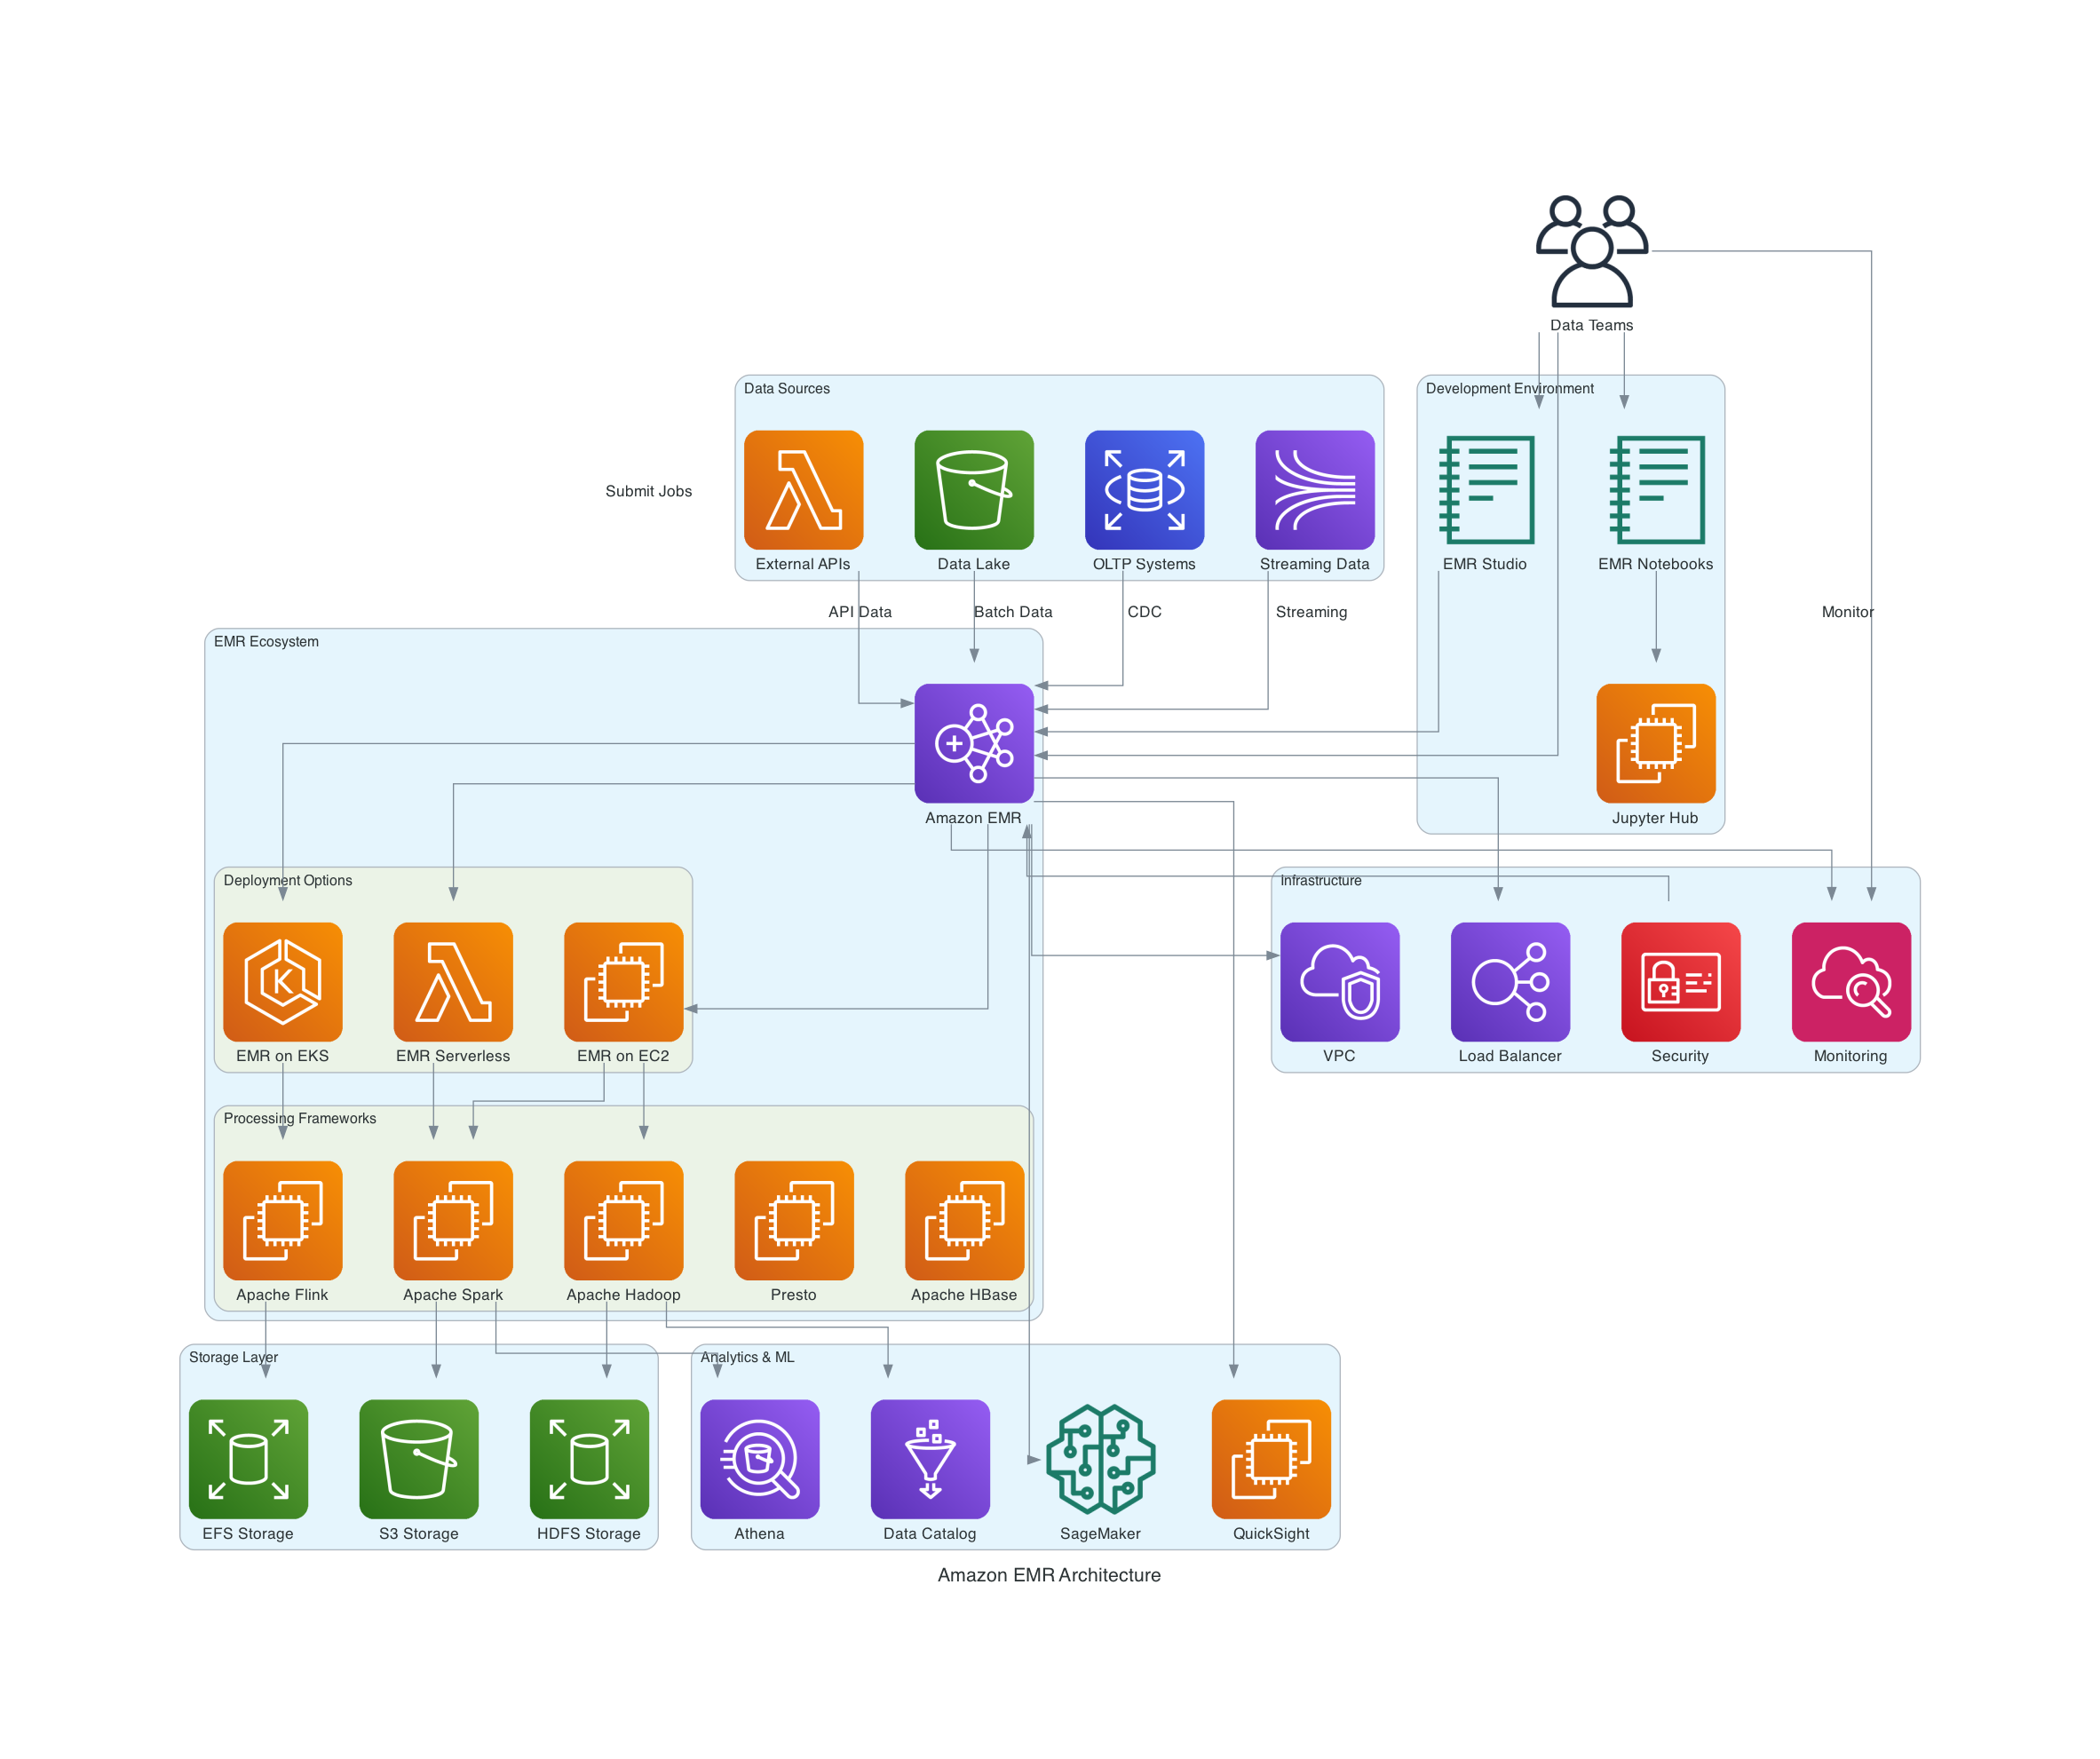 Data Teams
Data Sources
Development Environment
Submit Jobs
External APIs
Data Lake
OLTP Systems
Streaming Data
EMR Studio
EMR Notebooks
API Data
Batch Data
CDC
Streaming
Monitor
EMR Ecosystem
Amazon EMR
Jupyter Hub
Deployment Options
Infrastructure
K
EMR on EKS
EMR Serverless
EMR on EC2
VPC
Load Balancer
Security
Monitoring
Processing Frameworks
Apache Flink
Apache Spark
Apache Hadoop
Presto
Apache HBase
Storage Layer
Analytics & ML
EFS Storage
S3 Storage
HDFS Storage
Athena
Data Catalog
SageMaker
QuickSight
Amazon EMR Architecture